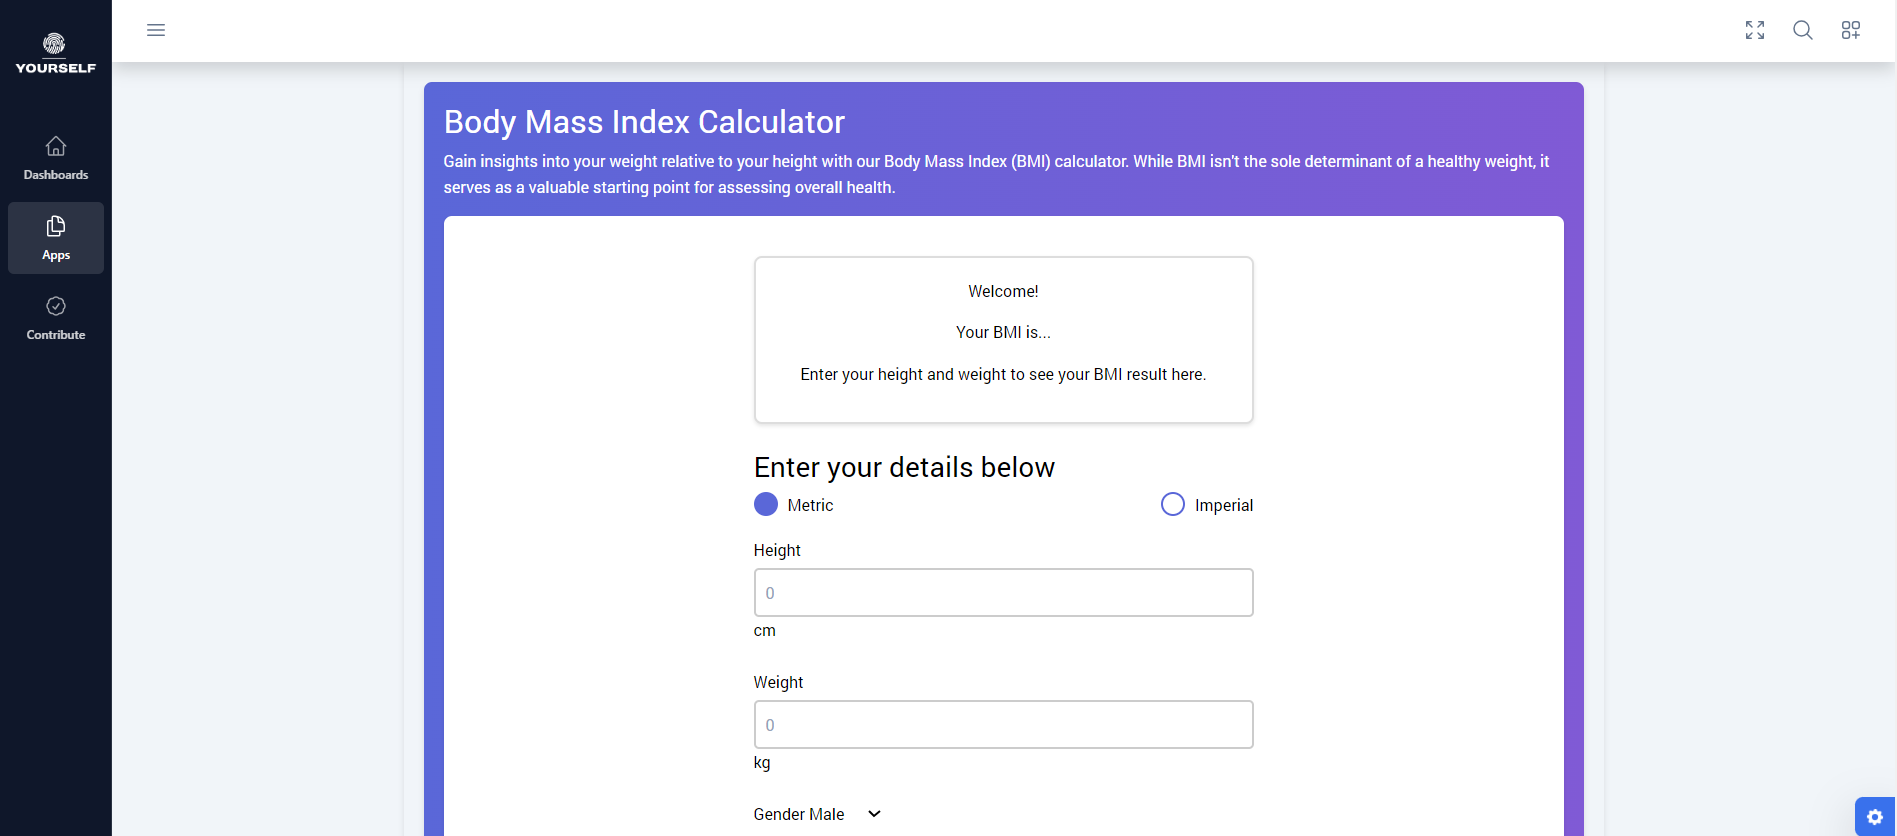 YOURSELF
Dashboards
Apps
Contribute
Body Mass Index Calculator
Gain insights into your weight relative to your height with our Body Mass Index (BMI) calculator. While BMI isn't the sole determinant of a healthy weight, it
serves as a valuable starting point for assessing overall health.
Welcome!
Your BMI is...
Enter your height and weight to see your BMI result here.
Enter your details below
Metric
Imperial
Height
0
cm
Weight
0
kg
Gender Male